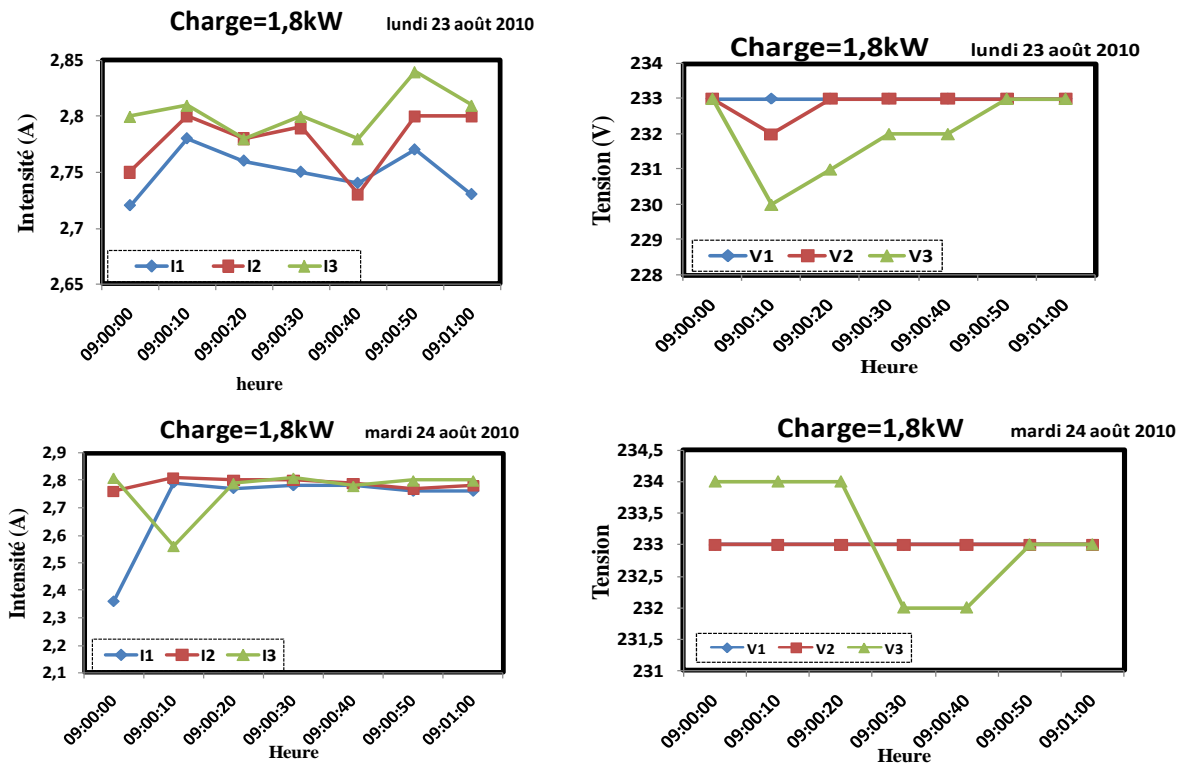 Charge=1,8kW lundi 23 août 2010
Intensité (A)
2,85
2,8
2,75
2,7
2,65
I1 I2 I3
09:00:00 09:00:10 09:00:20 09:00:30 09:00:40 09:00:50 09:01:00
heure
Charge=1,8kW lundi 23 août 2010
Tension (V)
234
233
232
231
230
229
228
V1 V2 V3
09:00:00 09:00:10 09:00:20 09:00:30 09:00:40 09:00:50 09:01:00
Heure
Charge=1,8kW mardi 24 août 2010
Intensité (A)
2,9
2,8
2,7
2,6
2,5
2,4
2,3
2,2
2,1
I1 I2 I3
09:00:00 09:00:10 09:00:20 09:00:30 09:00:40 09:00:50 09:01:00
Heure
Charge=1,8kW mardi 24 août 2010
Tension
234,5
234
233,5
233
232,5
232
231,5
231
V1 V2 V3
09:00:00 09:00:10 09:00:20 09:00:30 09:00:40 09:00:50 09:01:00
Heure